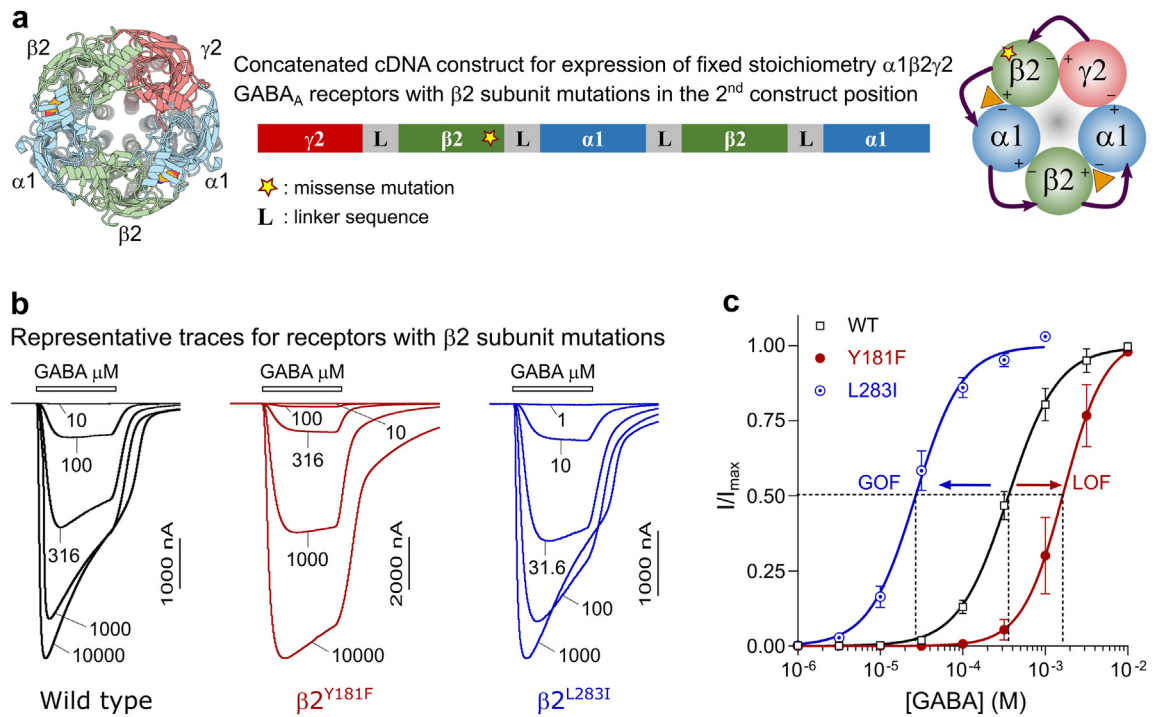 a
β2
γ2
α1
α1
β2
Concatenated cDNA construct for expression of fixed stoichiometry α1β2γ2
GABAA receptors with β2 subunit mutations in the 2nd construct position
γ2 L β2 L α1 L β2 L α1
: missense mutation
L : linker sequence
β2 - + γ2
+ -
- -
α1 α1
+ +
- β2 + -
b
Representative traces for receptors with β2 subunit mutations
GABA μM
10
100
316
1000
10000
1000 nA
Wild type
GABA μM
100
10
316
1000
10000
2000 nA
β2Y181F
GABA μM
1
10
31.6
100
1000
1000 nA
β2L283I
c
WT
Y181F
L283I
1.00
0.75
0.50
0.25
0.00
I/Imax
GOF
LOF
10-6 10-5 10-4 10-3 10-2
[GABA] (M)